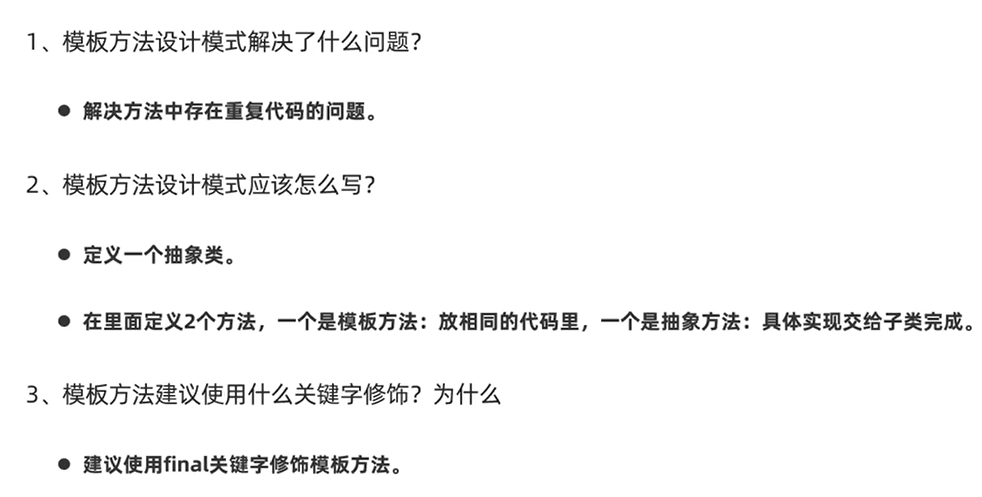 1、模板方法设计模式解决了什么问题?
● 解决方法中存在重复代码的问题。
2、模板方法设计模式应该怎么写?
● 定义一个抽象类。
● 在里面定义2个方法，一个是模板方法：放相同的代码里，一个是抽象方法：具体实现交给子类完成。
3、模板方法建议使用什么关键字修饰？为什么
● 建议使用final关键字修饰模板方法。